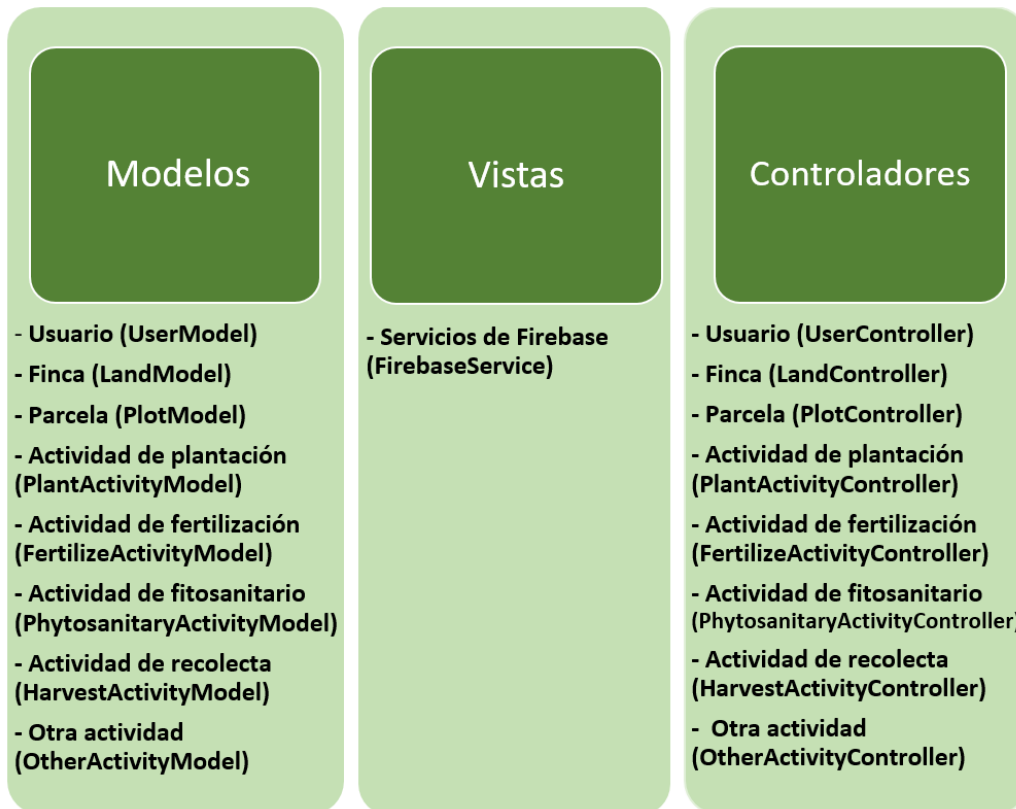 Modelos
- Usuario (UserModel)
- Finca (LandModel)
- Parcela (PlotModel)
- Actividad de plantación
(PlantActivityModel)
- Actividad de fertilización
(FertilizeActivityModel)
- Actividad de fitosanitario
(PhytosanitaryActivityModel)
- Actividad de recolecta
(HarvestActivityModel)
- Otra actividad
(OtherActivityModel)
Vistas
- Servicios de Firebase
(FirebaseService)
Controladores
- Usuario (UserController)
- Finca (LandController)
- Parcela (PlotController)
- Actividad de plantación
(PlantActivityController)
- Actividad de fertilización
(FertilizeActivityController)
- Actividad de fitosanitario
(PhytosanitaryActivityController)
- Actividad de recolecta
(HarvestActivityController)
- Otra actividad
(OtherActivityController)